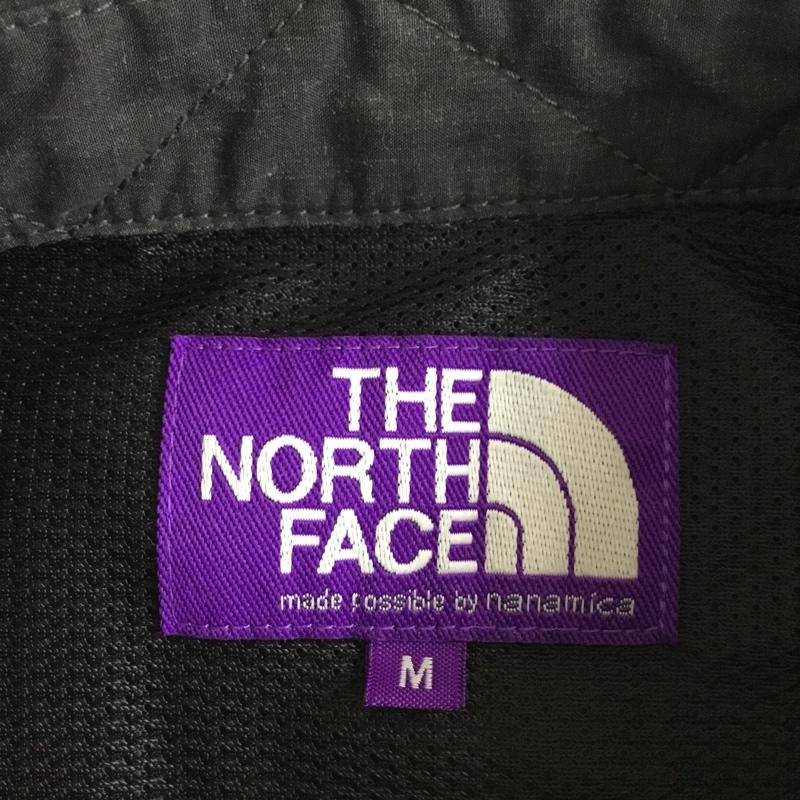 THE
NORTH
FACE
made possible by nanamica
M